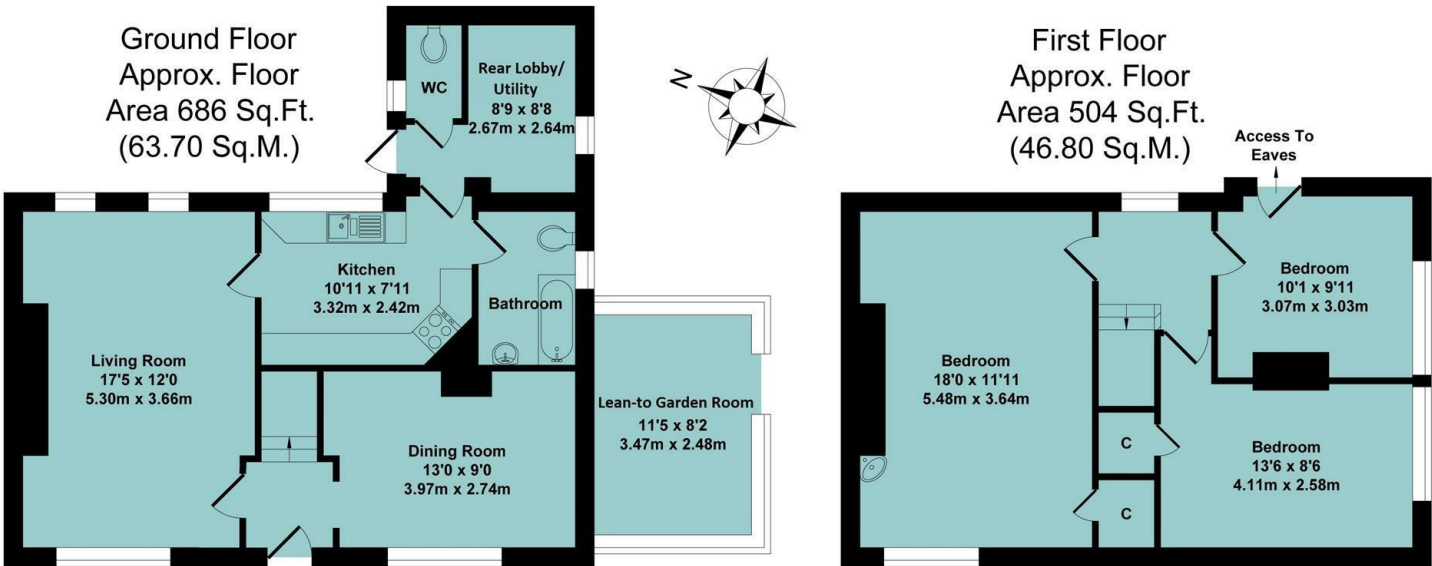 Ground Floor
Approx. Floor
Area 686 Sq.Ft.
(63.70 Sq.M.)
WC
Rear Lobby/
Utility
8'9 x 8'8
2.67m x 2.64m
Kitchen
10'11 x 7'11
3.32m x 2.42m
Bathroom
Living Room
17'5 x 12'0
5.30m x 3.66m
Dining Room
13'0 x 9'0
3.97m x 2.74m
Lean-to Garden Room
11'5 x 8'2
3.47m x 2.48m
N
First Floor
Approx. Floor
Area 504 Sq.Ft.
(46.80 Sq.M.)
Access To
Eaves
Bedroom
10'1 x 9'11
3.07m x 3.03m
Bedroom
18'0 x 11'11
5.48m x 3.64m
C
Bedroom
13'6 x 8'6
4.11m x 2.58m
C